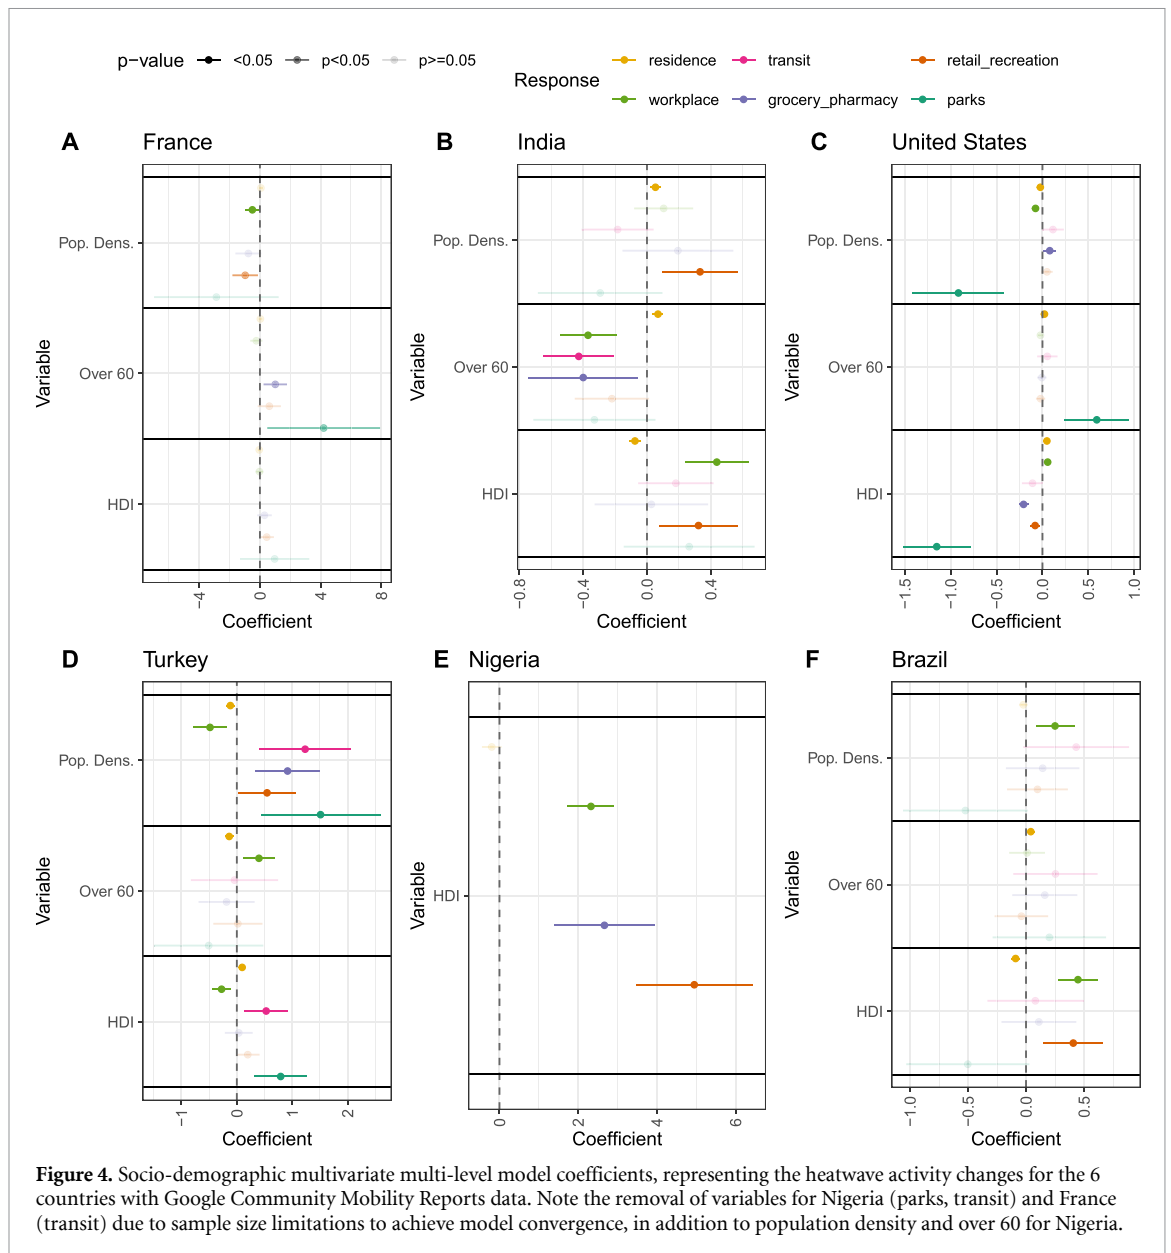 p−value <0.05 p<0.05 p>=0.05
Response
residence transit retail_recreation
workplace grocery_pharmacy parks
A France
Variable
Pop. Dens.
Over 60
HDI
−4 0 4 8
Coefficient
B India
Variable
Pop. Dens.
Over 60
HDI
−0.8 −0.4 0.0 0.4
Coefficient
C United States
Variable
Pop. Dens.
Over 60
HDI
−1.5 −1.0 −0.5 0.0 0.5 1.0
Coefficient
D Turkey
Variable
Pop. Dens.
Over 60
HDI
−1 0 1 2
Coefficient
E Nigeria
Variable
HDI
0 2 4 6
Coefficient
F Brazil
Variable
Pop. Dens.
Over 60
HDI
−1.0 −0.5 0.0 0.5
Coefficient
Figure 4. Socio-demographic multivariate multi-level model coefficients, representing the heatwave activity changes for the 6
countries with Google Community Mobility Reports data. Note the removal of variables for Nigeria (parks, transit) and France
(transit) due to sample size limitations to achieve model convergence, in addition to population density and over 60 for Nigeria.